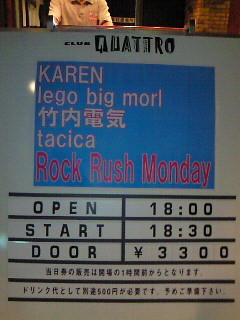 CLUB QUATTRO
KAREN
lego big morl
竹内電気
tacica
Rock Rush Monday
OPEN 18:00
START 18:30
DOOR ¥3300
当日券の販売は開場の1時間前からとなります。
ドリンク代として別途500円が必要です。予めご準備下さい。